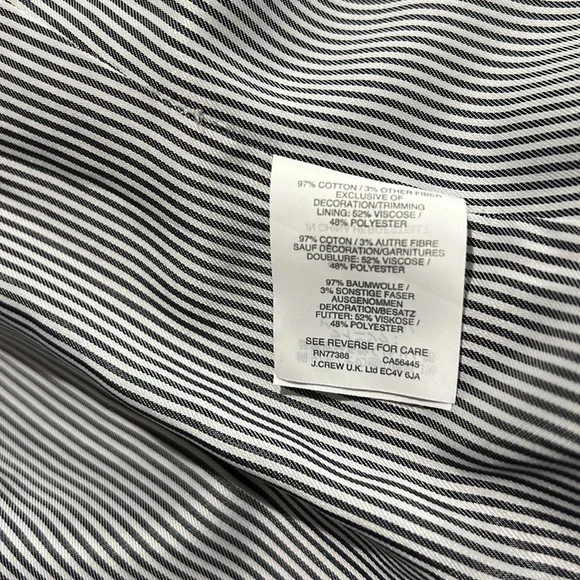 97% COTTON / 3% OTHER FIBER
EXCLUSIVE OF
DECORATION/TRIMMING
LINING: 52% VISCOSE /
48% POLYESTER
97% COTON / 3% AUTRE FIBRE
SAUF DÉCORATION/GARNITURES
DOUBLURE: 52% VISCOSE /
48% POLYESTER
97% BAUMWOLLE /
3% SONSTIGE FASER
AUSGENOMMEN
DEKORATION/BESATZ
FUTTER: 52% VISKOSE /
48% POLYESTER
SEE REVERSE FOR CARE
RN77388 CA56445
J.CREW U.K. Ltd EC4V 6JA